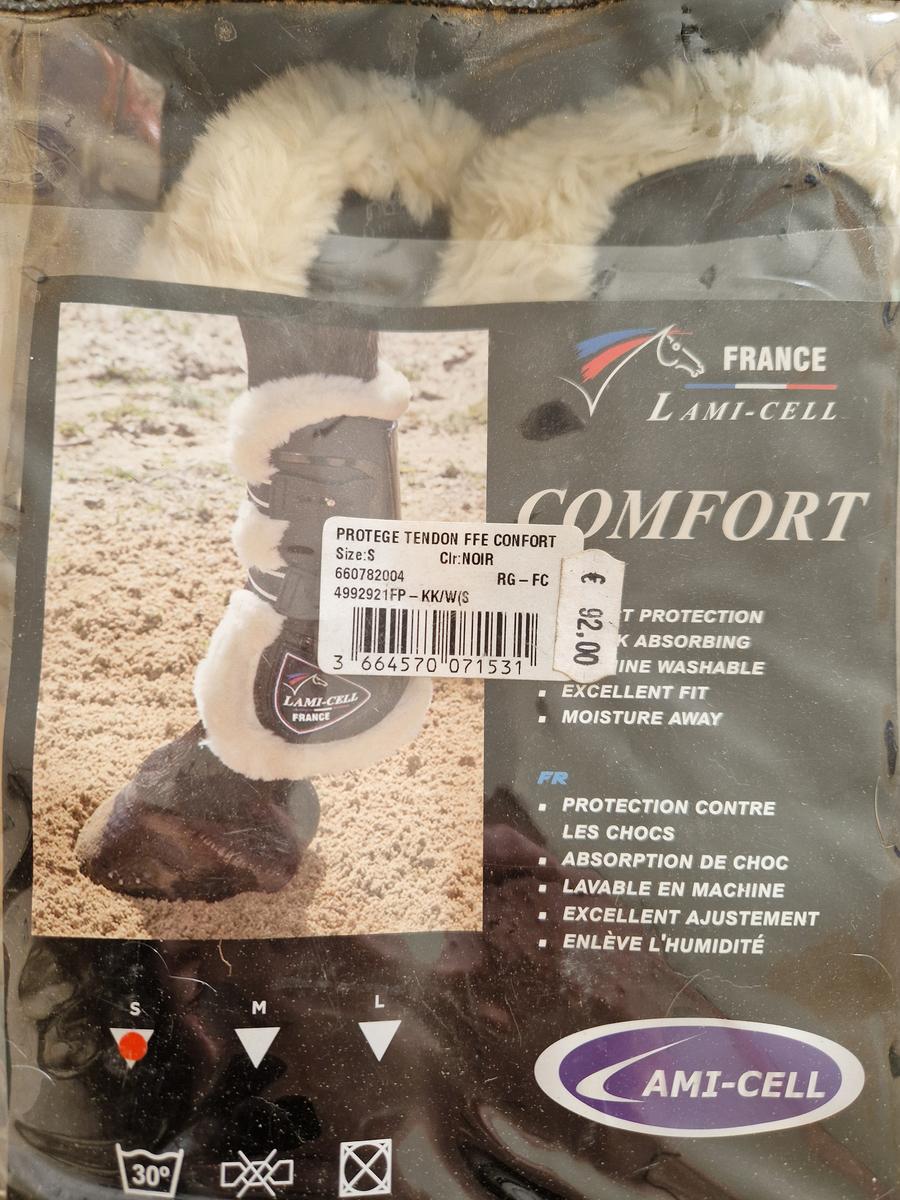 FRANCE
LAMI-CELL
COMFORT
PROTEGE TENDON FFE CONFORT
Size:S Clr:NOIR
660782004 RG-FC
4992921FP-KK/W(S
3 664570 071531
€ 92,00
PROTECTION
ABSORBING
WASHABLE
▪ EXCELLENT FIT
▪ MOISTURE AWAY
LAMI-CELL
FRANCE
FR
▪ PROTECTION CONTRE
LES CHOCS
▪ ABSORPTION DE CHOC
▪ LAVABLE EN MACHINE
▪ EXCELLENT AJUSTEMENT
▪ ENLÈVE L'HUMIDITÉ
S M L
LAMI-CELL
30°